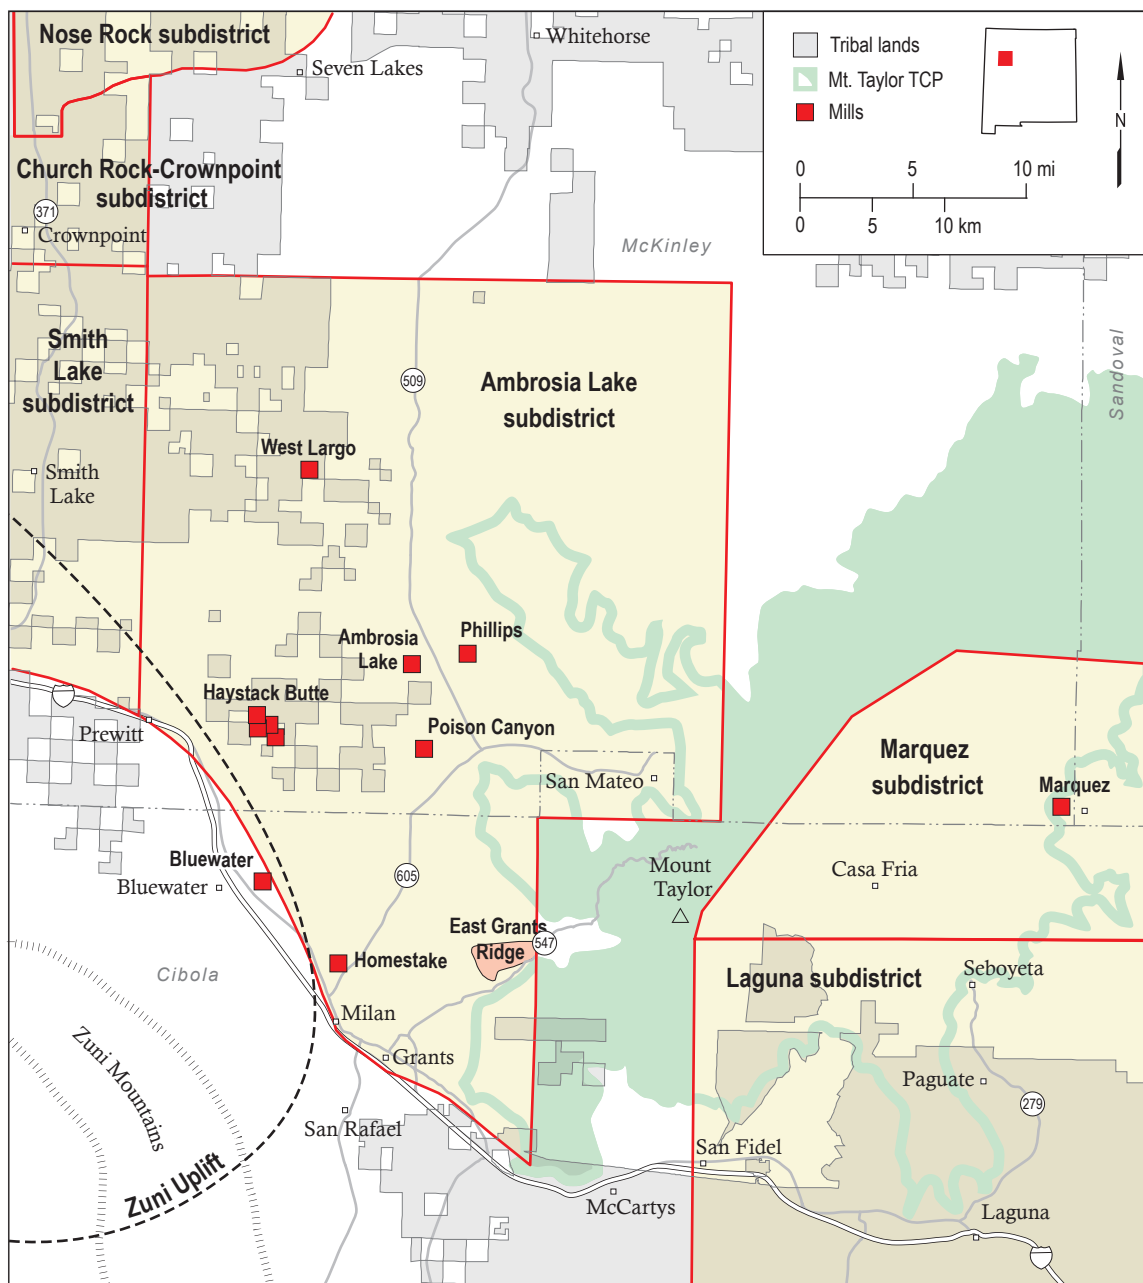 Nose Rock subdistrict
Whitehorse
Seven Lakes
Tribal lands
Mt. Taylor TCP
Mills
N
0 5 10 mi
0 5 10 km
Church Rock-Crownpoint
subdistrict
371
Crownpoint
McKinley
Smith
Lake
subdistrict
509
Ambrosia Lake
subdistrict
Sandoval
West Largo
Smith
Lake
Ambrosia
Lake
Phillips
Haystack Butte
Prewitt
Poison Canyon
San Mateo
Marquez
subdistrict
Marquez
Bluewater
Bluewater
605
Mount
Taylor
Casa Fria
East Grants
Ridge
547
Homestake
Cibola
Laguna subdistrict
Seboyeta
Milan
Zuni Mountains
Grants
Paguate
279
San Rafael
San Fidel
Zuni Uplift
McCartys
Laguna